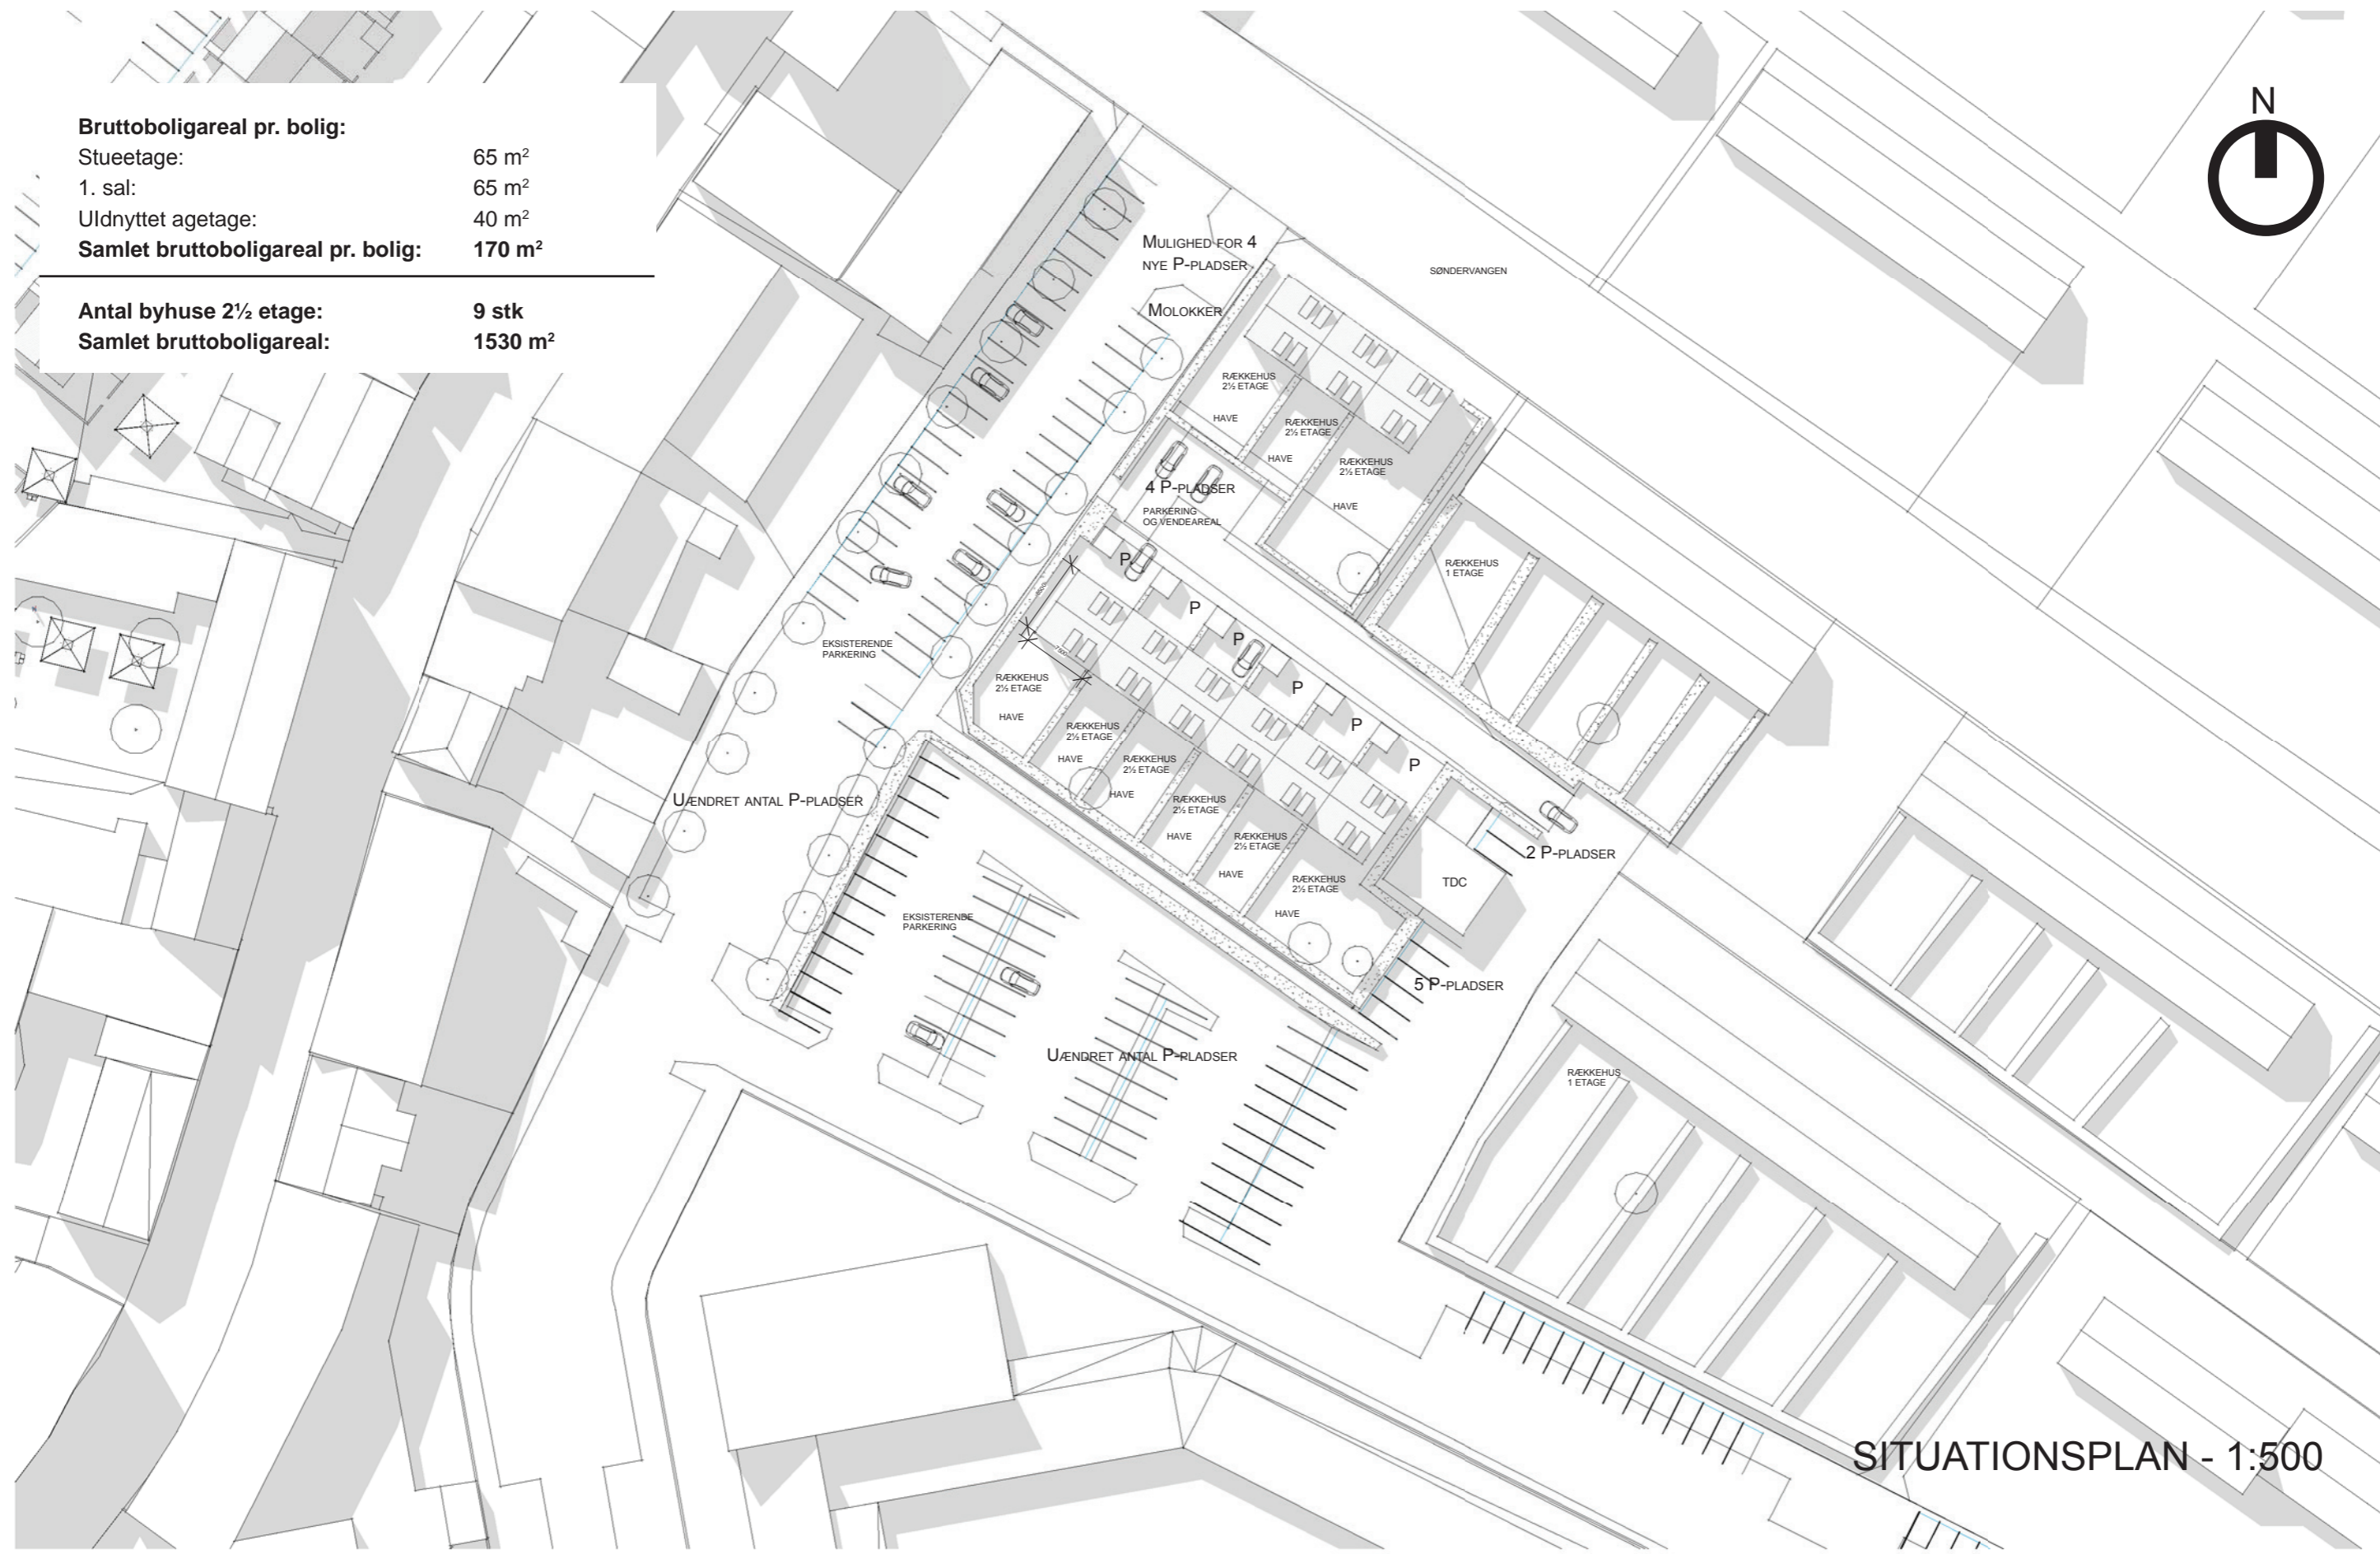 Bruttoboligareal pr. bolig:
Stueetage: 65 m²
1. sal: 65 m²
UIdnyttet agetage: 40 m²
Samlet bruttoboligareal pr. bolig: 170 m²
Antal byhuse 2½ etage: 9 stk
Samlet bruttoboligareal: 1530 m²
N
MULIGHED FOR 4
NYE P-PLADSER
SØNDERVANGEN
MOLOKKER
RÆKKEHUS
2½ ETAGE
HAVE
RÆKKEHUS
2½ ETAGE
HAVE
RÆKKEHUS
2½ ETAGE
HAVE
4 P-PLADSER
PARKERING
OG VENDEAREAL
P
P
P
P
P
P
RÆKKEHUS
1 ETAGE
EKSISTERENDE
PARKERING
RÆKKEHUS
2½ ETAGE
HAVE
RÆKKEHUS
2½ ETAGE
HAVE
RÆKKEHUS
2½ ETAGE
HAVE
RÆKKEHUS
2½ ETAGE
HAVE
RÆKKEHUS
2½ ETAGE
HAVE
RÆKKEHUS
2½ ETAGE
HAVE
UÆNDRET ANTAL P-PLADSER
2 P-PLADSER
TDC
EKSISTERENDE
PARKERING
5 P-PLADSER
UÆNDRET ANTAL P-PLADSER
RÆKKEHUS
1 ETAGE
SITUATIONSPLAN - 1:500